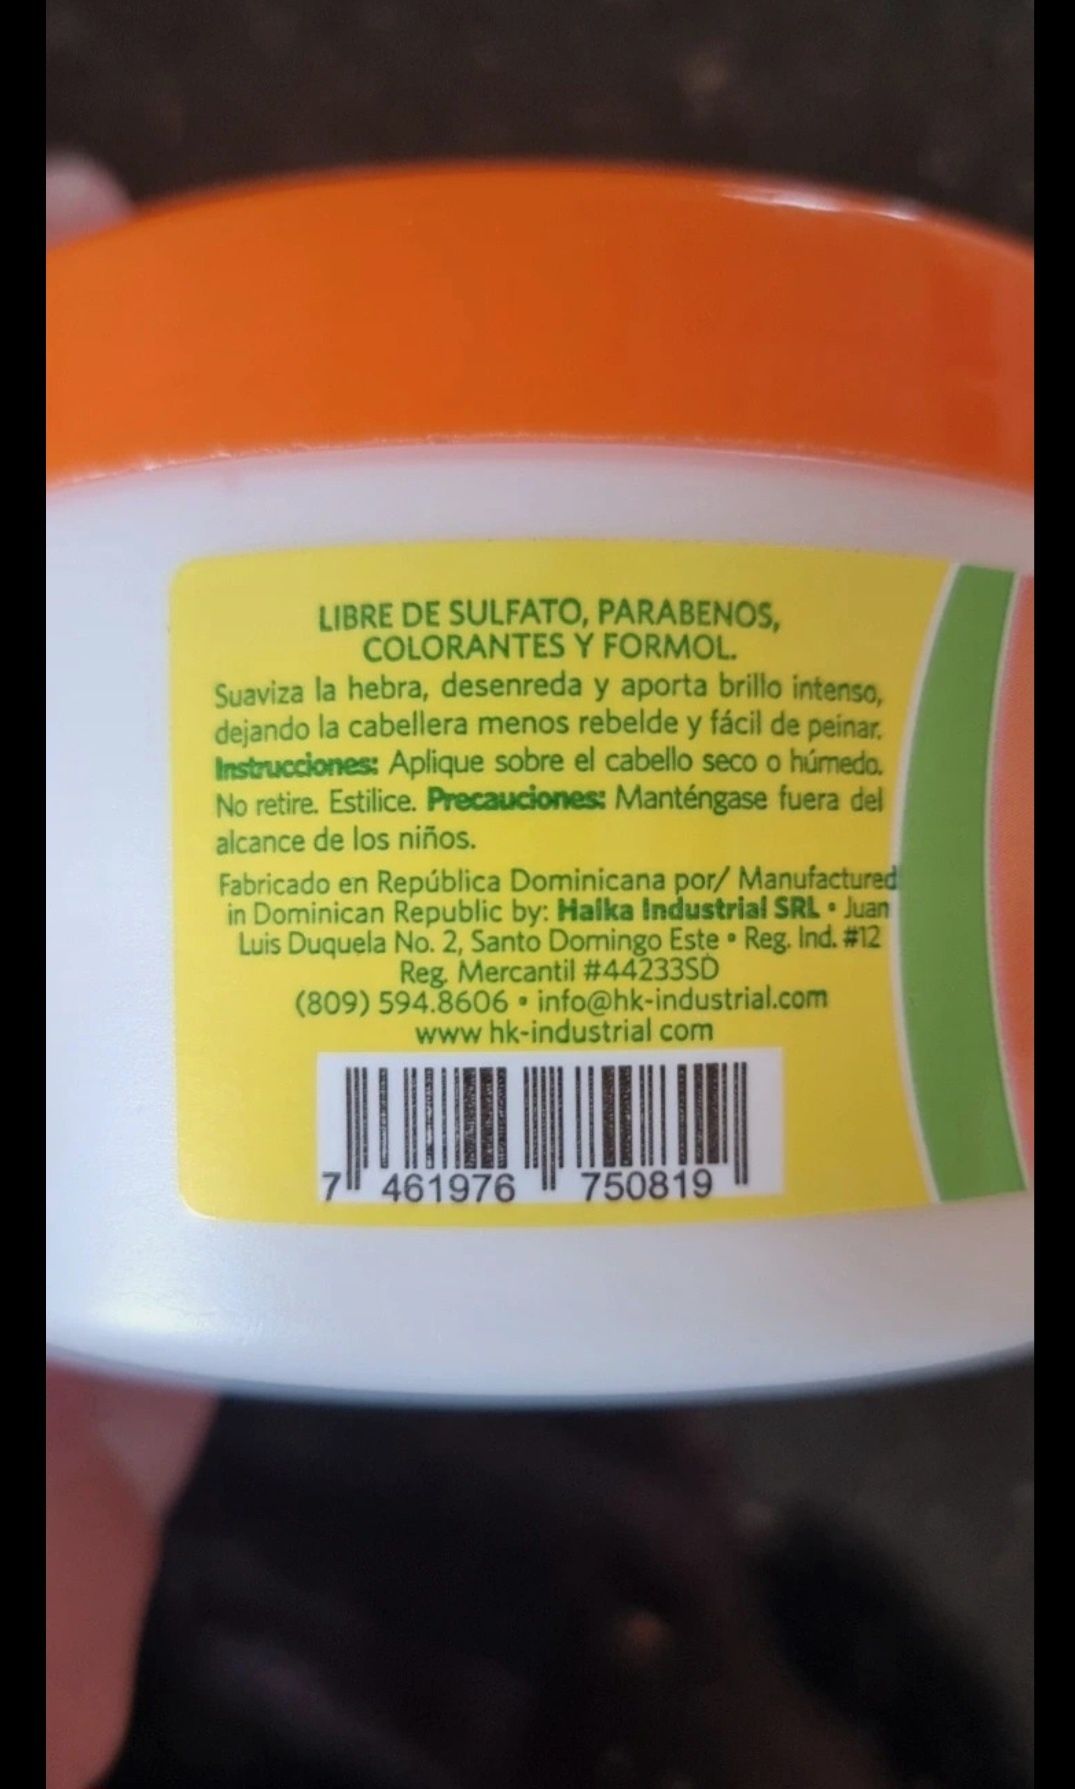 LIBRE DE SULFATO, PARABENOS,
COLORANTES Y FORMOL.
Suaviza la hebra, desenreda y aporta brillo intenso,
dejando la cabellera menos rebelde y fácil de peinar.
Instrucciones: Aplique sobre el cabello seco o húmedo.
No retire. Estilice. Precauciones: Manténgase fuera del
alcance de los niños.
Fabricado en República Dominicana por/ Manufactured
in Dominican Republic by: Halka Industrial SRL • Juan
Luis Duquela No. 2, Santo Domingo Este • Reg. Ind. #12
Reg. Mercantil #44233SD
(809) 594.8606 • info@hk-industrial.com
www hk-industrial com
7 461976 750819